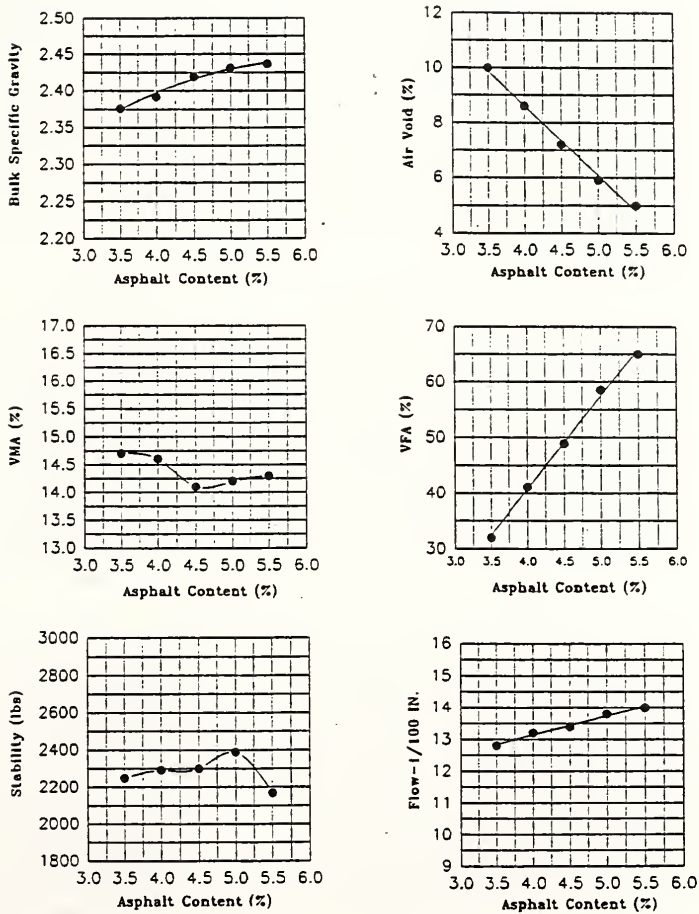 2.50
2.45
2.40
2.35
2.30
2.25
2.20
Bulk Specific Gravity
3.0 3.5 4.0 4.5 5.0 5.5 6.0
Asphalt Content (%)
12
10
8
6
4
Air Void (%)
3.0 3.5 4.0 4.5 5.0 5.5 6.0
Asphalt Content (%)
17.0
16.5
16.0
15.5
15.0
14.5
14.0
13.5
13.0
VMA (%)
3.0 3.5 4.0 4.5 5.0 5.5 6.0
Asphalt Content (%)
70
60
50
40
30
VFA (%)
3.0 3.5 4.0 4.5 5.0 5.5 6.0
Asphalt Content (%)
3000
2800
2600
2400
2200
2000
1800
Stability (lbs)
3.0 3.5 4.0 4.5 5.0 5.5 6.0
Asphalt Content (%)
16
15
14
13
12
11
10
9
Flow-1/100 IN.
3.0 3.5 4.0 4.5 5.0 5.5 6.0
Asphalt Content (%)